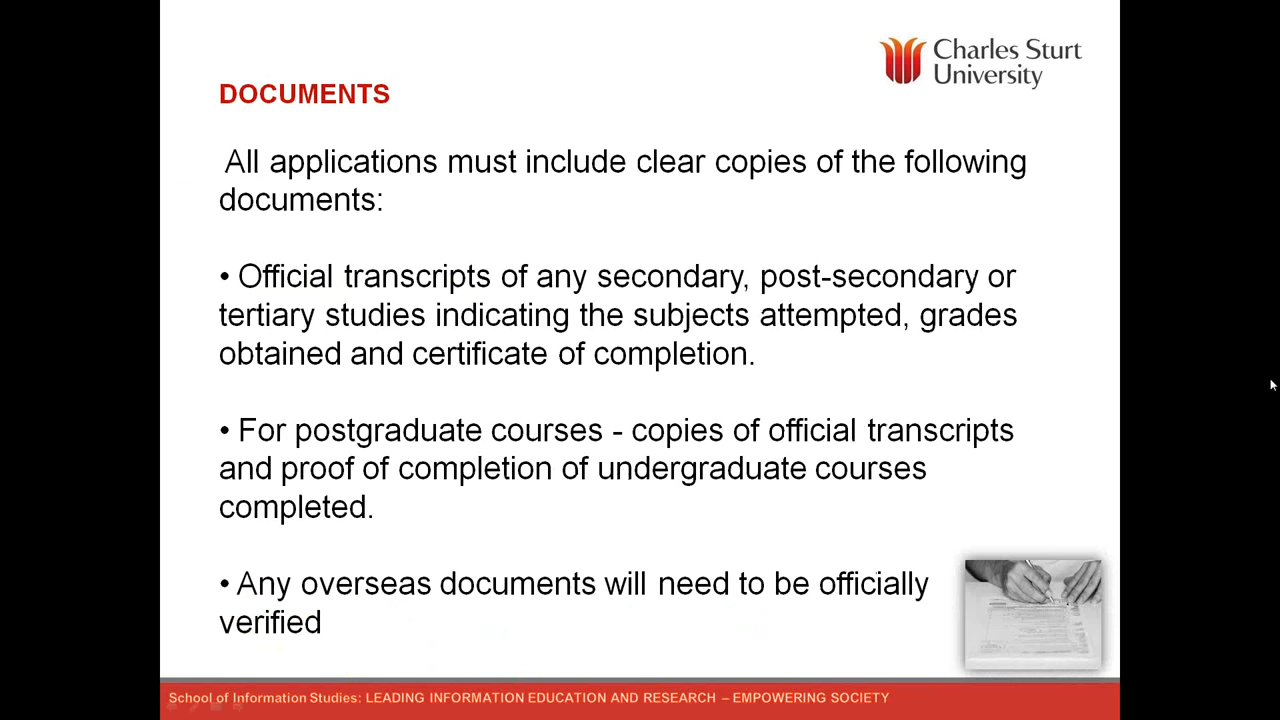 Charles Sturt
University
DOCUMENTS
All applications must include clear copies of the following
documents:
• Official transcripts of any secondary, post-secondary or
tertiary studies indicating the subjects attempted, grades
obtained and certificate of completion.
• For postgraduate courses - copies of official transcripts
and proof of completion of undergraduate courses
completed.
• Any overseas documents will need to be officially
verified
School of Information Studies: LEADING INFORMATION EDUCATION AND RESEARCH – EMPOWERING SOCIETY